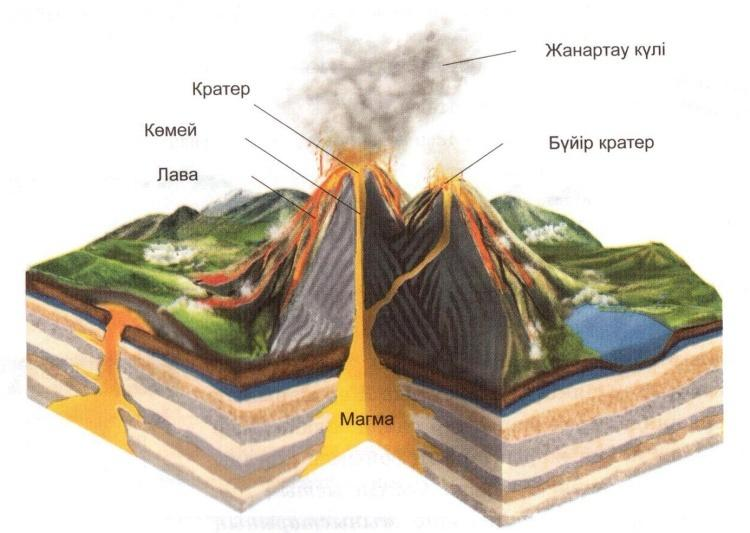 Жанартау күлі
Кратер
Көмей
Бүйір кратер
Лава
Магма